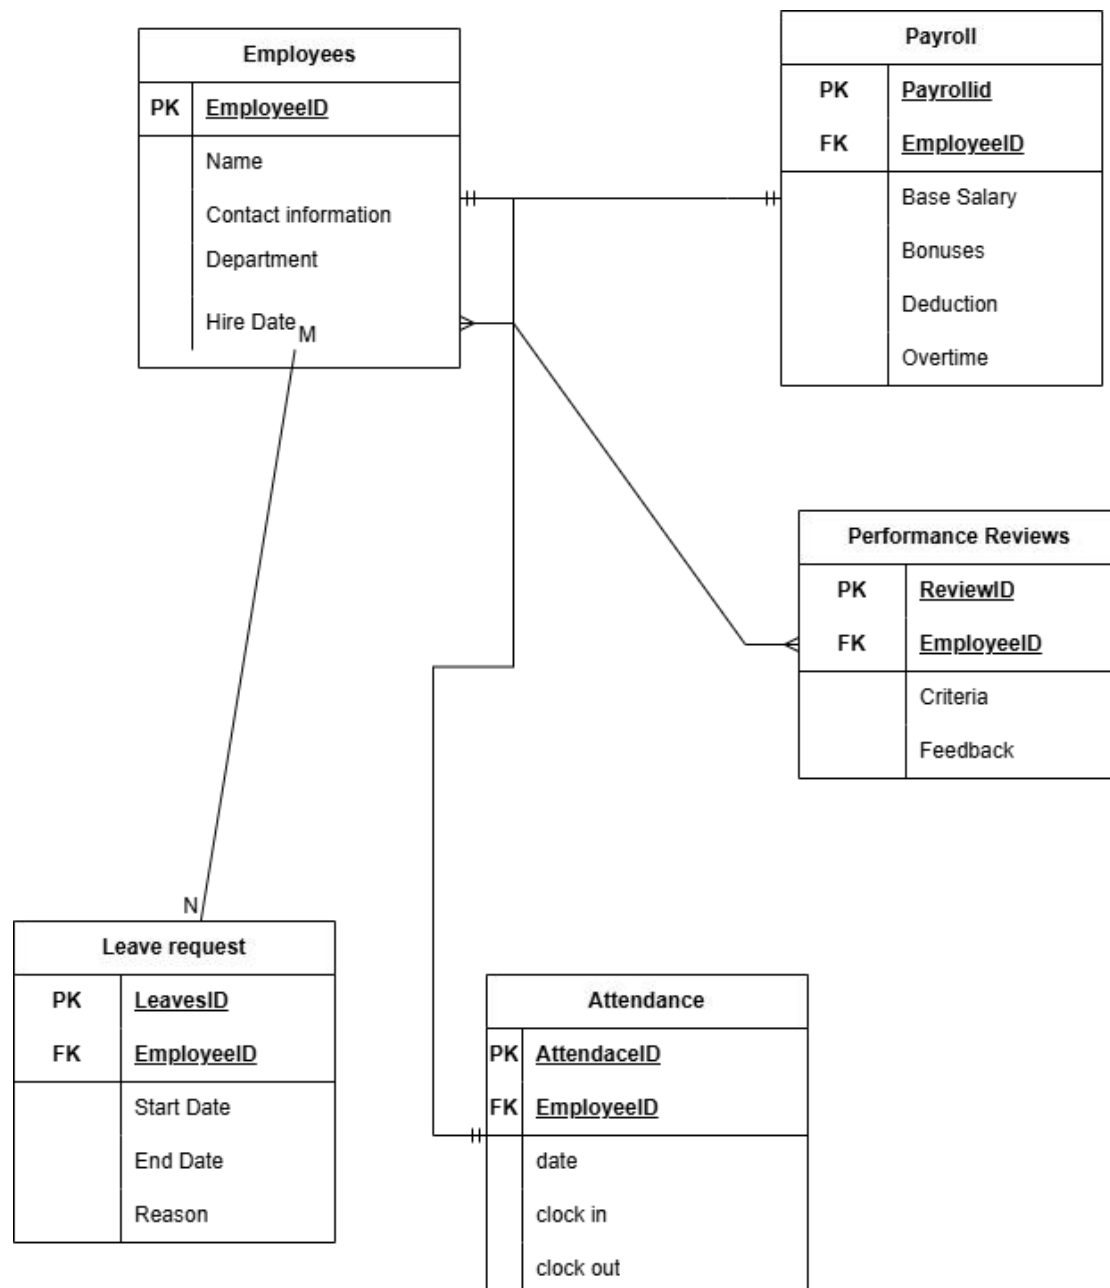 Employees
PK EmployeeID
Name
Contact information
Department
Hire Date
M
Payroll
PK Payrollid
FK EmployeeID
Base Salary
Bonuses
Deduction
Overtime
Performance Reviews
PK ReviewID
FK EmployeeID
Criteria
Feedback
N
Leave request
PK LeavesID
FK EmployeeID
Start Date
End Date
Reason
Attendance
PK AttendaceID
FK EmployeeID
date
clock in
clock out